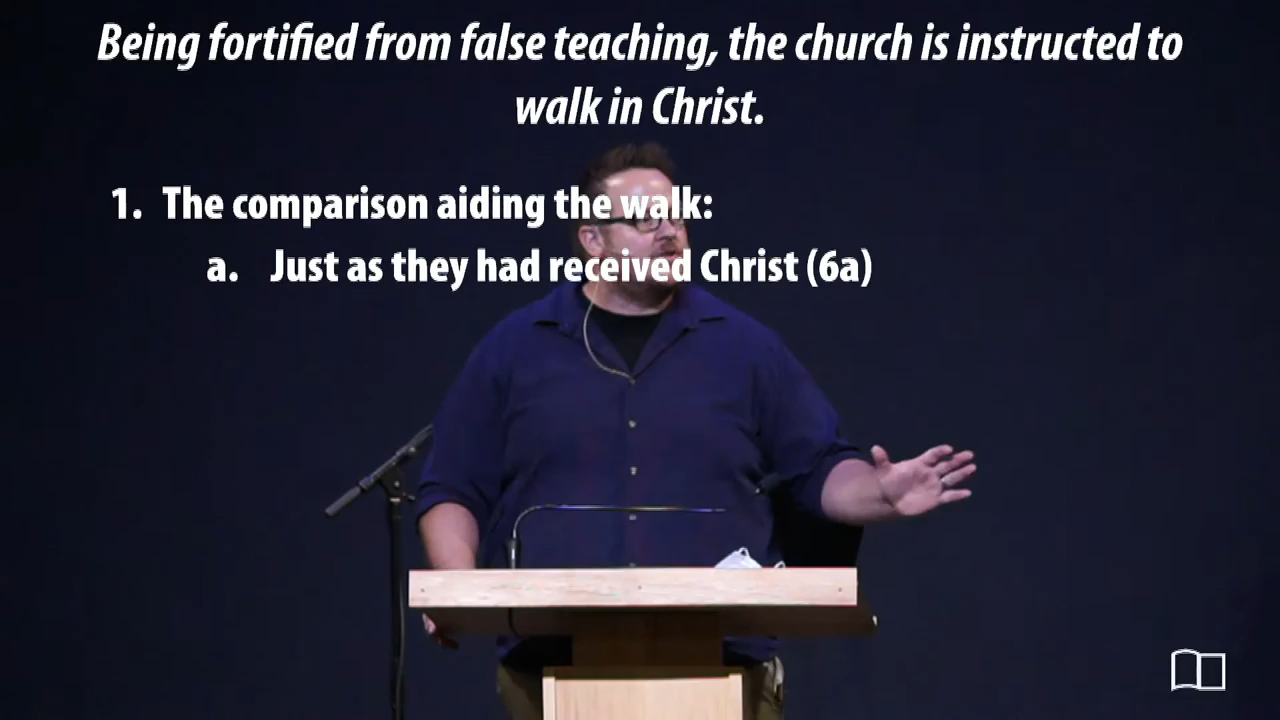 Being fortified from false teaching, the church is instructed to
walk in Christ.
1. The comparison aiding the walk:
a. Just as they had received Christ (6a)